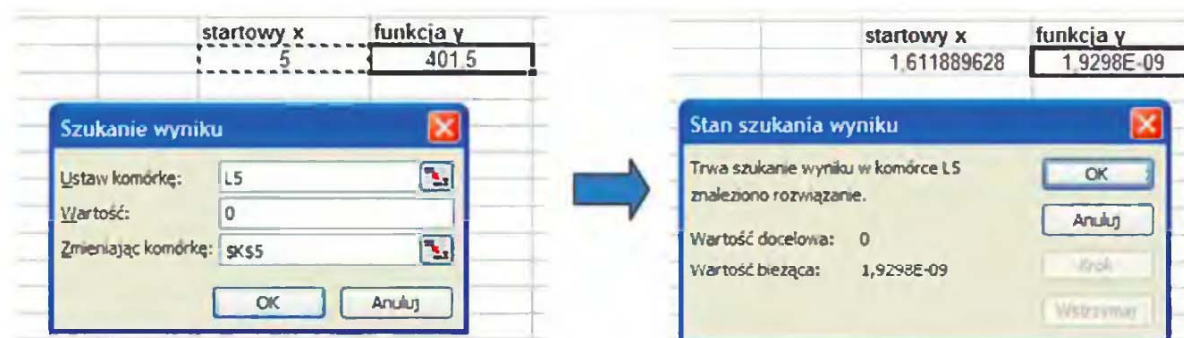 startowy x funkcja y
5 401,5
Szukanie wyniku
Ustaw komórkę: L5
Wartość: 0
Zmieniając komórkę: $K$5
OK Anuluj
startowy x funkcja y
1,611889628 1,9298E-09
Stan szukania wyniku
Trwa szukanie wyniku w komórce L5
znaleziono rozwiązanie.
Wartość docelowa: 0
Wartość bieżąca: 1,9298E-09
OK
Anuluj
Krok
Wstrzymaj